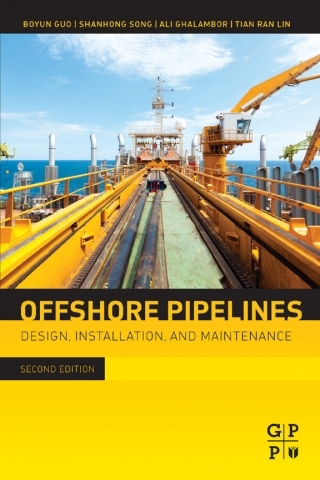 BOYUN GUO | SHANHONG SONG | ALI GHALAMBOR | TIAN RAN LIN
OFFSHORE PIPELINES
DESIGN, INSTALLATION, AND MAINTENANCE
SECOND EDITION
G P
P